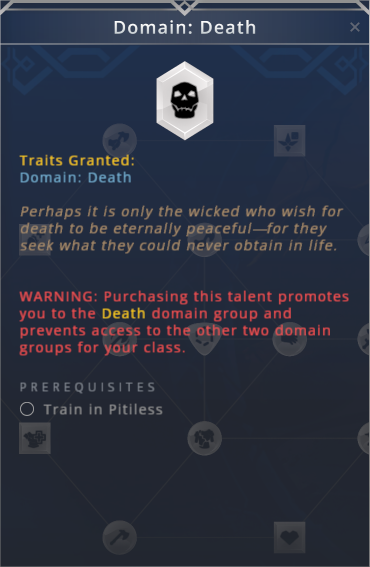 Domain: Death
Traits Granted:
Domain: Death
Perhaps it is only the wicked who wish for
death to be eternally peaceful—for they
seek what they could never obtain in life.
WARNING: Purchasing this talent promotes
you to the Death domain group and
prevents access to the other two domain
groups for your class.
PREREQUISITES
Train in Pitiless